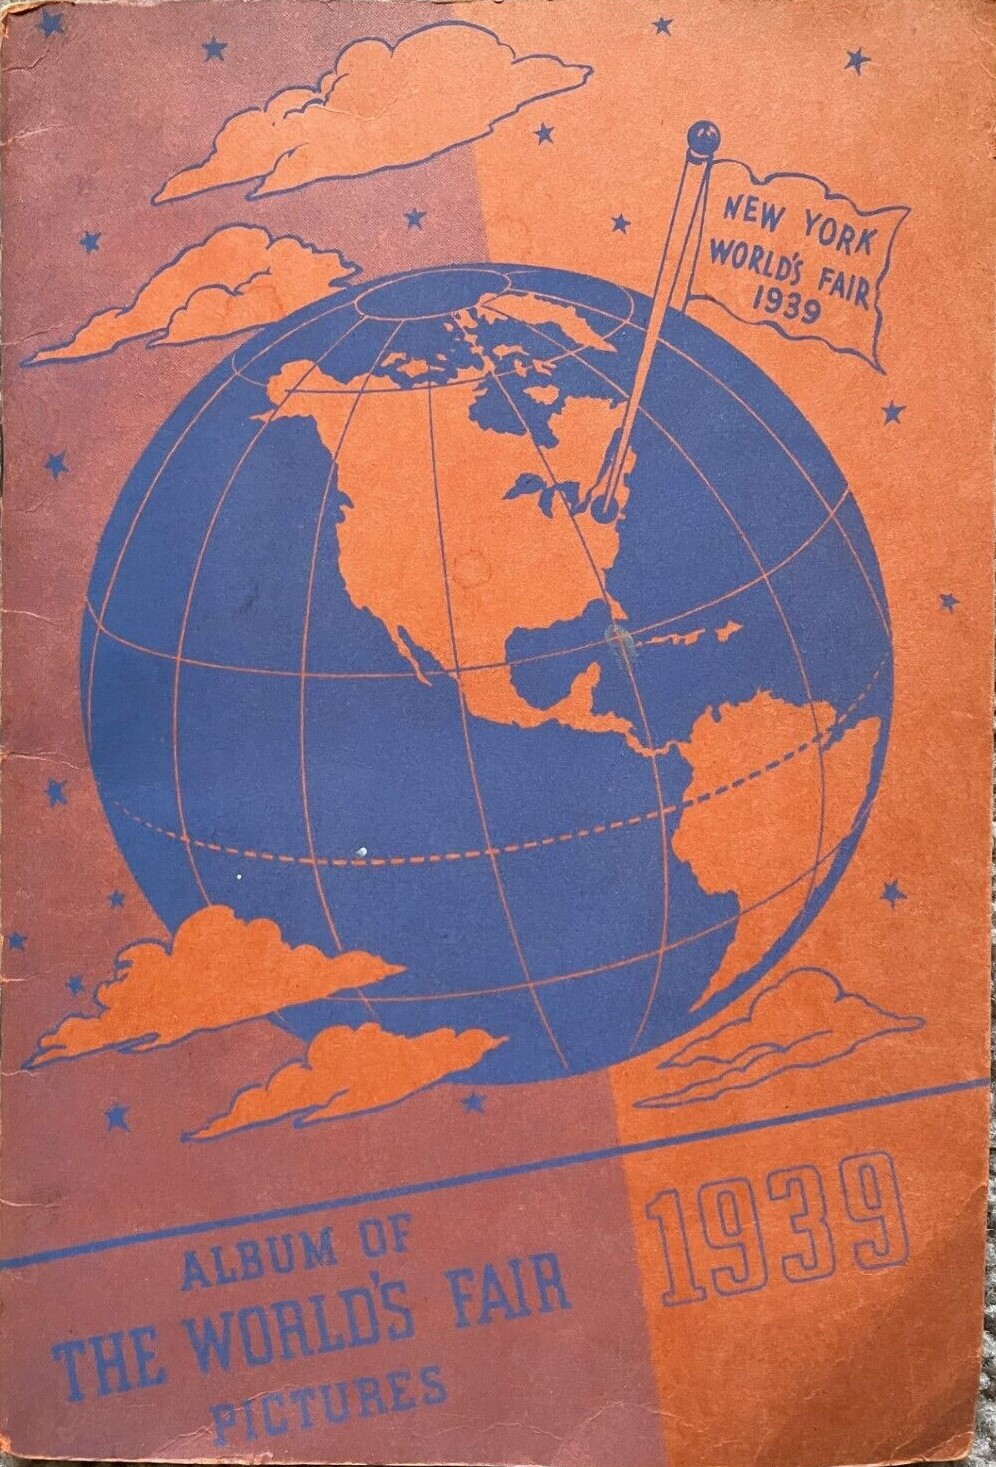 NEW YORK
WORLD'S FAIR
1939
1939
ALBUM OF
THE WORLD'S FAIR
PICTURES